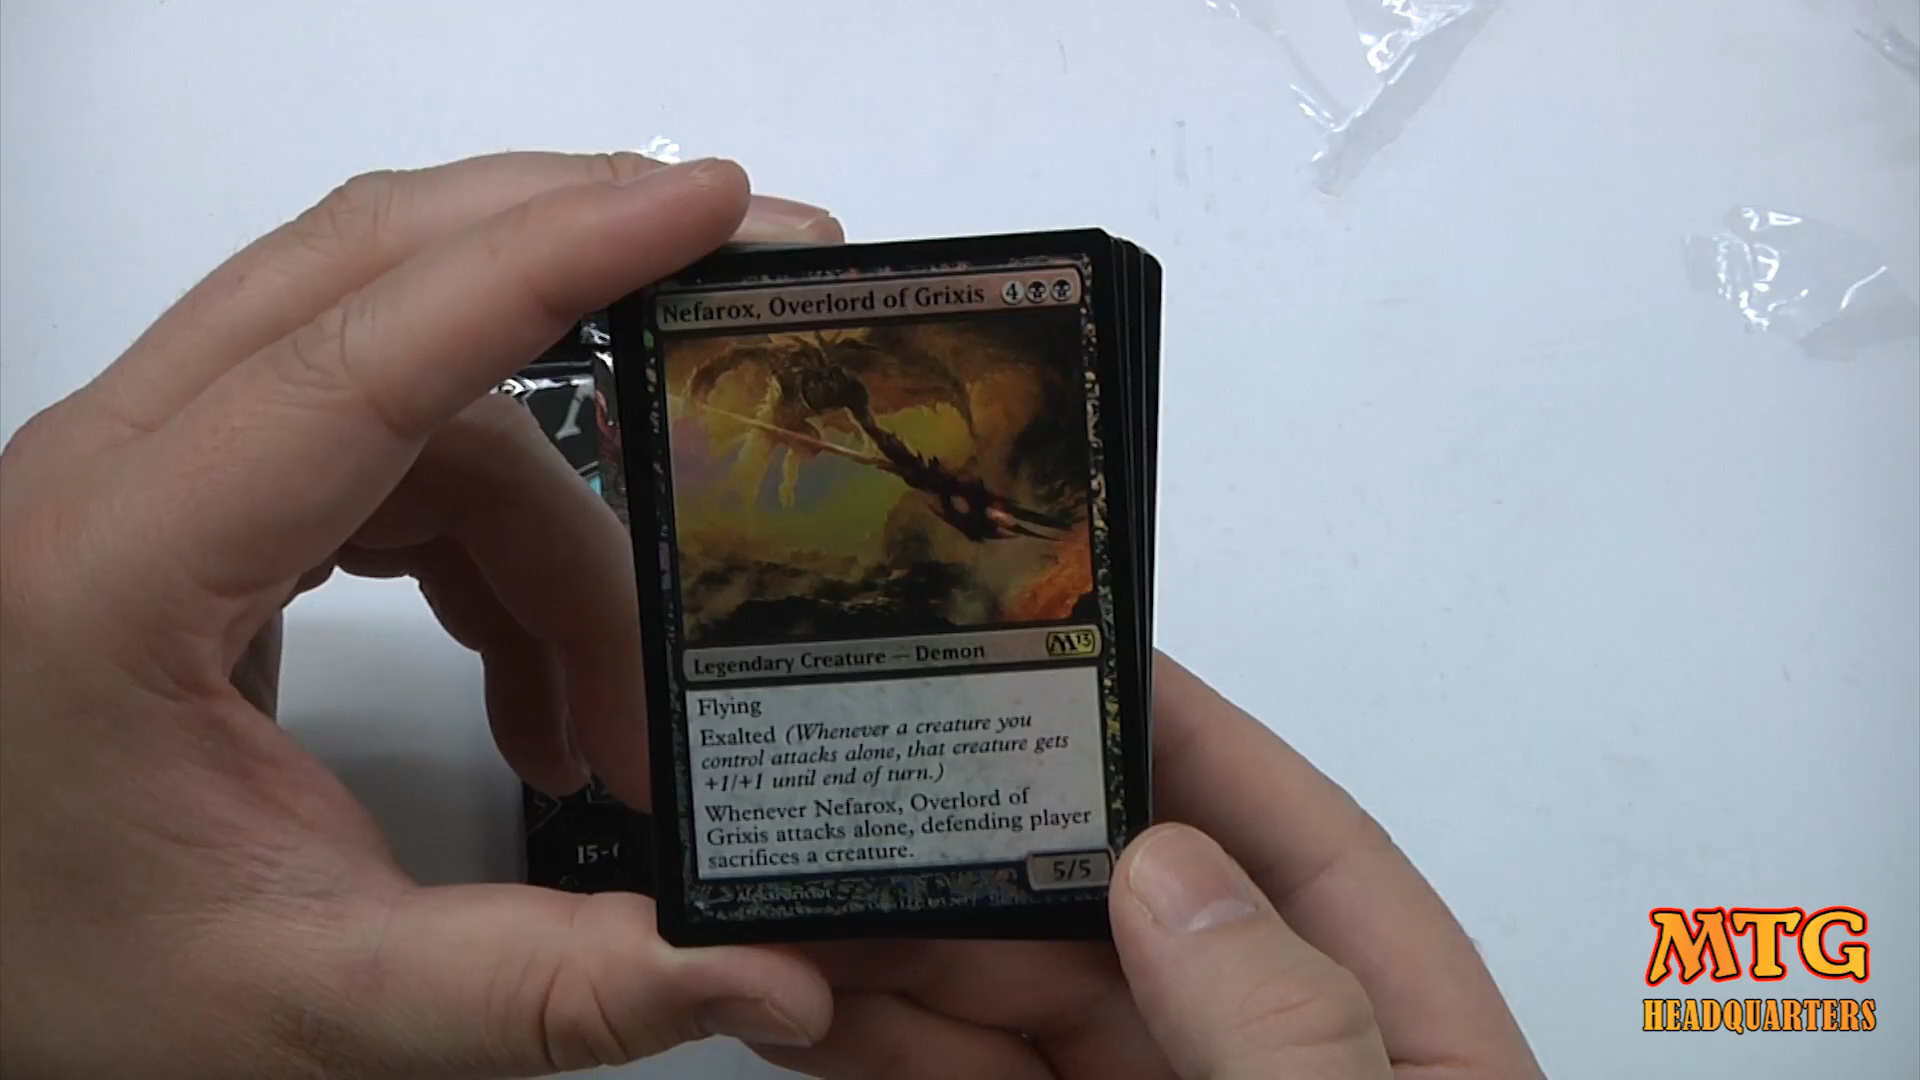 Nefarox, Overlord of Grixis 4
Legendary Creature — Demon
M13
Flying
Exalted (Whenever a creature you
control attacks alone, that creature gets
+1/+1 until end of turn.)
Whenever Nefarox, Overlord of
Grixis attacks alone, defending player
sacrifices a creature.
5/5
15-
MTG
HEADQUARTERS